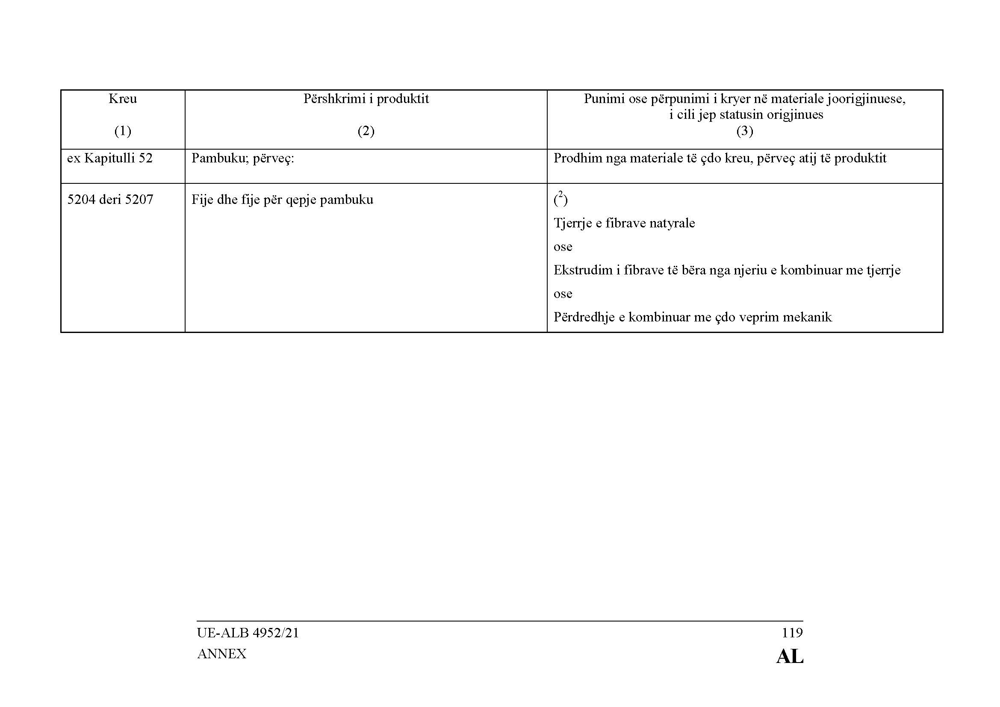 Kreu
(1)
Përshkrimi i produktit
(2)
Punimi ose përpunimi i kryer në materiale joorigjinuese,
i cili jep statusin origjinues
(3)
ex Kapitulli 52
Pambuku; përveç:
Prodhim nga materiale të çdo kreu, përveç atij të produktit
5204 deri 5207
Fije dhe fije për qepje pambuku
(²)
Tjerrje e fibrave natyrale
ose
Ekstrudim i fibrave të bëra nga njeriu e kombinuar me tjerrje
ose
Përdredhje e kombinuar me çdo veprim mekanik
UE-ALB 4952/21
119
ANNEX
AL